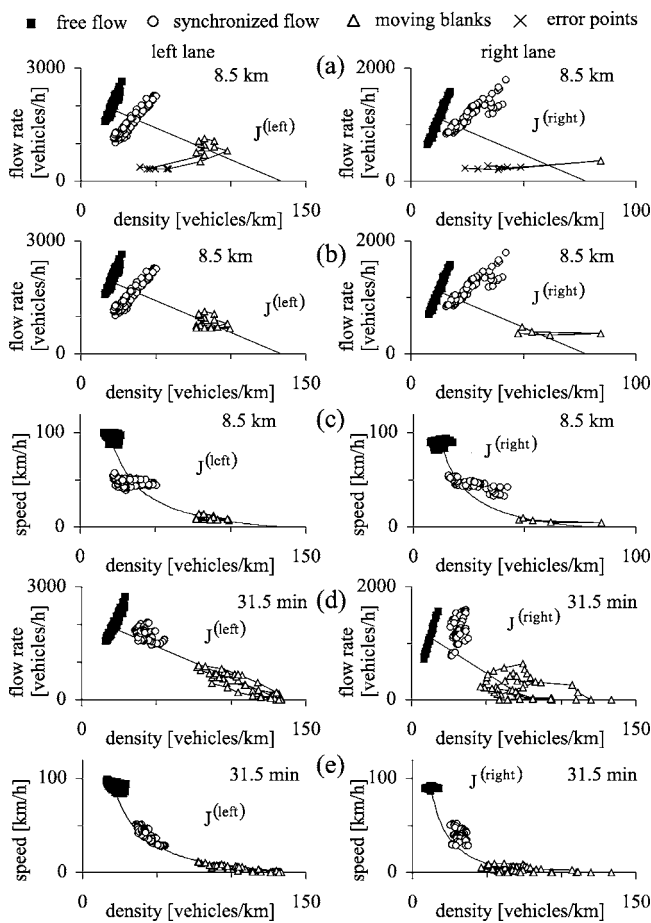 free flow synchronized flow moving blanks error points
left lane right lane
(a)
3000 8.5 km 2000 8.5 km
J(left) J(right)
flow rate [vehicles/h] flow rate [vehicles/h]
0 0
0 density [vehicles/km] 150 0 density [vehicles/km] 100
(b)
3000 8.5 km 2000 8.5 km
J(left) J(right)
flow rate [vehicles/h] flow rate [vehicles/h]
0 0
0 density [vehicles/km] 150 0 density [vehicles/km] 100
(c)
8.5 km 8.5 km
100 100
J(left) J(right)
speed [km/h] speed [km/h]
0 0
0 density [vehicles/km] 150 0 density [vehicles/km] 100
(d)
3000 31.5 min 2000 31.5 min
J(left) J(right)
flow rate [vehicles/h] flow rate [vehicles/h]
0 0
0 density [vehicles/km] 150 0 density [vehicles/km] 150
(e)
100 31.5 min 100 31.5 min
J(left) J(right)
speed [km/h] speed [km/h]
0 0
0 density [vehicles/km] 150 0 density [vehicles/km] 150